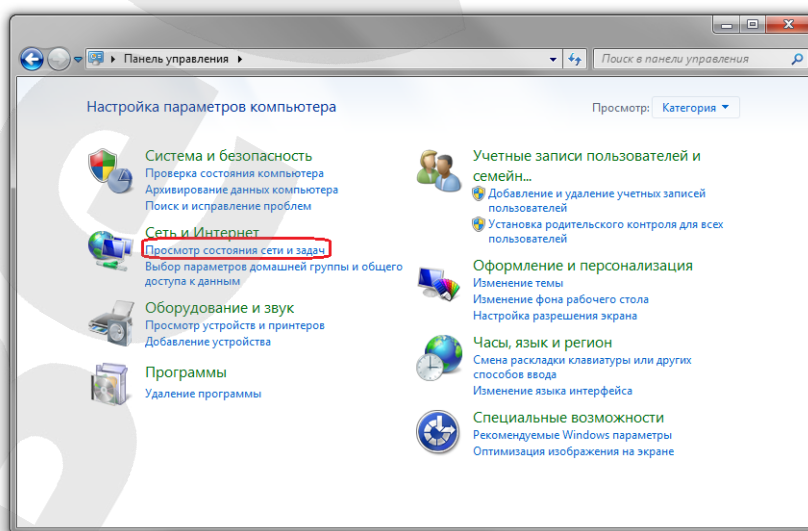 Панель управления
Поиск в панели управления
Настройка параметров компьютера
Просмотр: Категория
Система и безопасность
Проверка состояния компьютера
Архивирование данных компьютера
Поиск и исправление проблем
Сеть и Интернет
Просмотр состояния сети и задач
Выбор параметров домашней группы и общего
доступа к данным
Оборудование и звук
Просмотр устройств и принтеров
Добавление устройства
Программы
Удаление программы
Учетные записи пользователей и
семейн...
Добавление и удаление учетных записей
пользователей
Установка родительского контроля для всех
пользователей
Оформление и персонализация
Изменение темы
Изменение фона рабочего стола
Настройка разрешения экрана
Часы, язык и регион
Смена раскладки клавиатуры или других
способов ввода
Изменение языка интерфейса
Специальные возможности
Рекомендуемые Windows параметры
Оптимизация изображения на экране